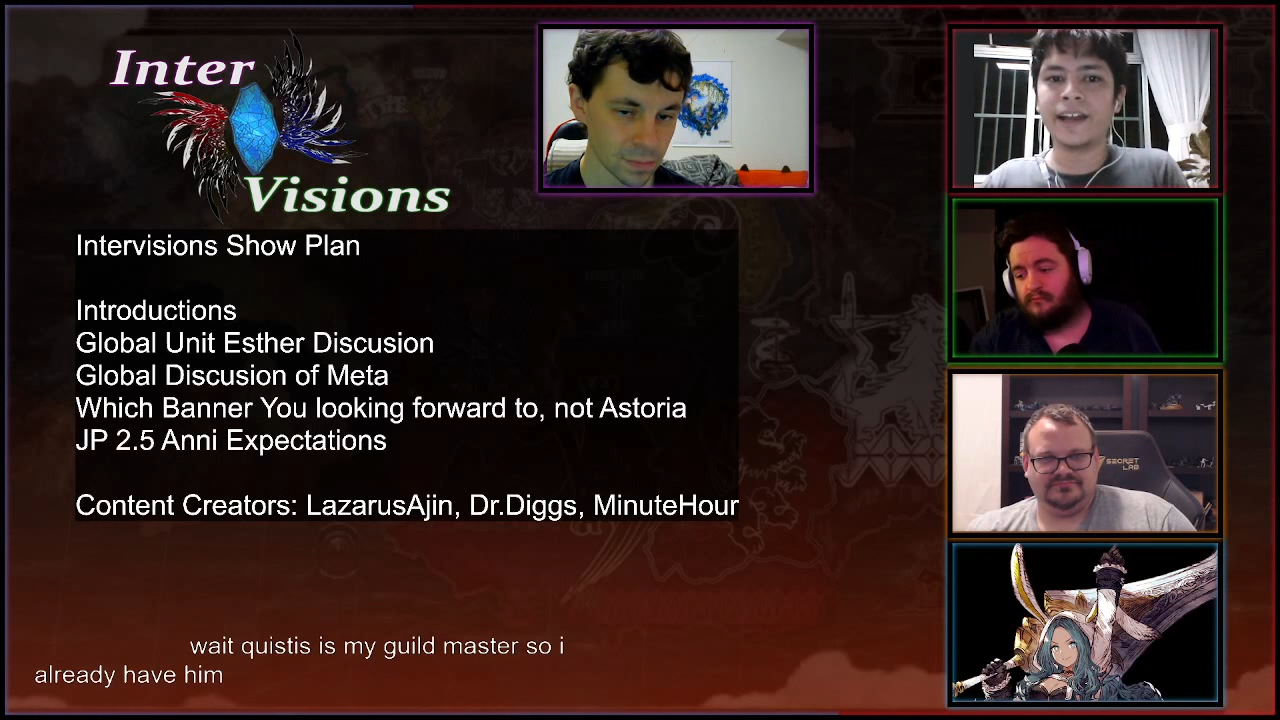 Inter
Visions
Intervisions Show Plan
Introductions
Global Unit Esther Discusion
Global Discusion of Meta
Which Banner You looking forward to, not Astoria
JP 2.5 Anni Expectations
Content Creators: LazarusAjin, Dr.Diggs, MinuteHour
SECRET
LAB
wait quistis is my guild master so i
already have him